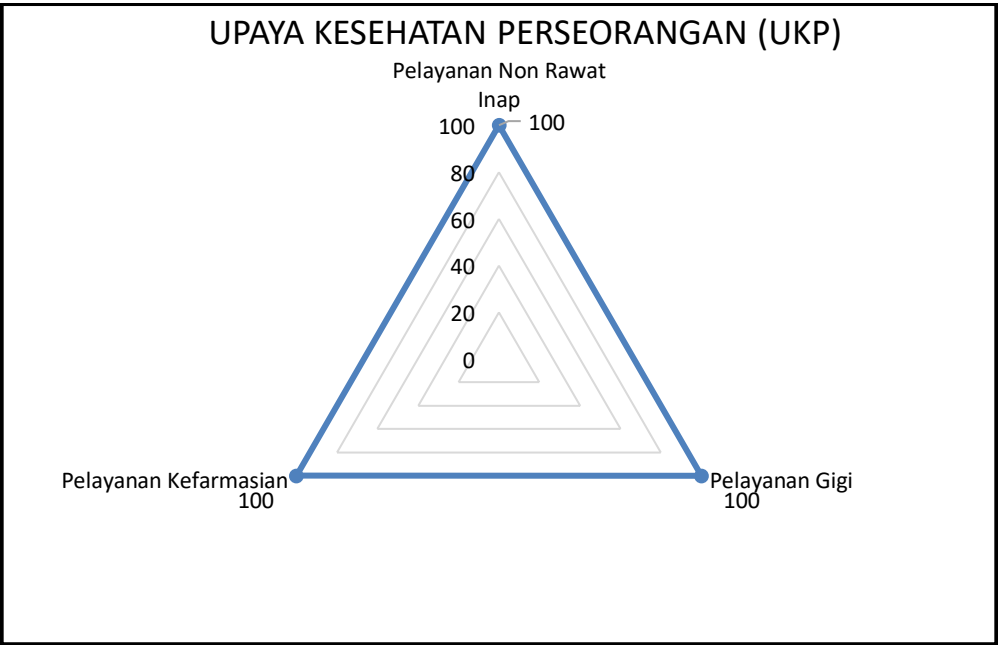 UPAYA KESEHATAN PERSEORANGAN (UKP)
Pelayanan Non Rawat
Inap
100
100
80
60
40
20
0
Pelayanan Kefarmasian
100
Pelayanan Gigi
100